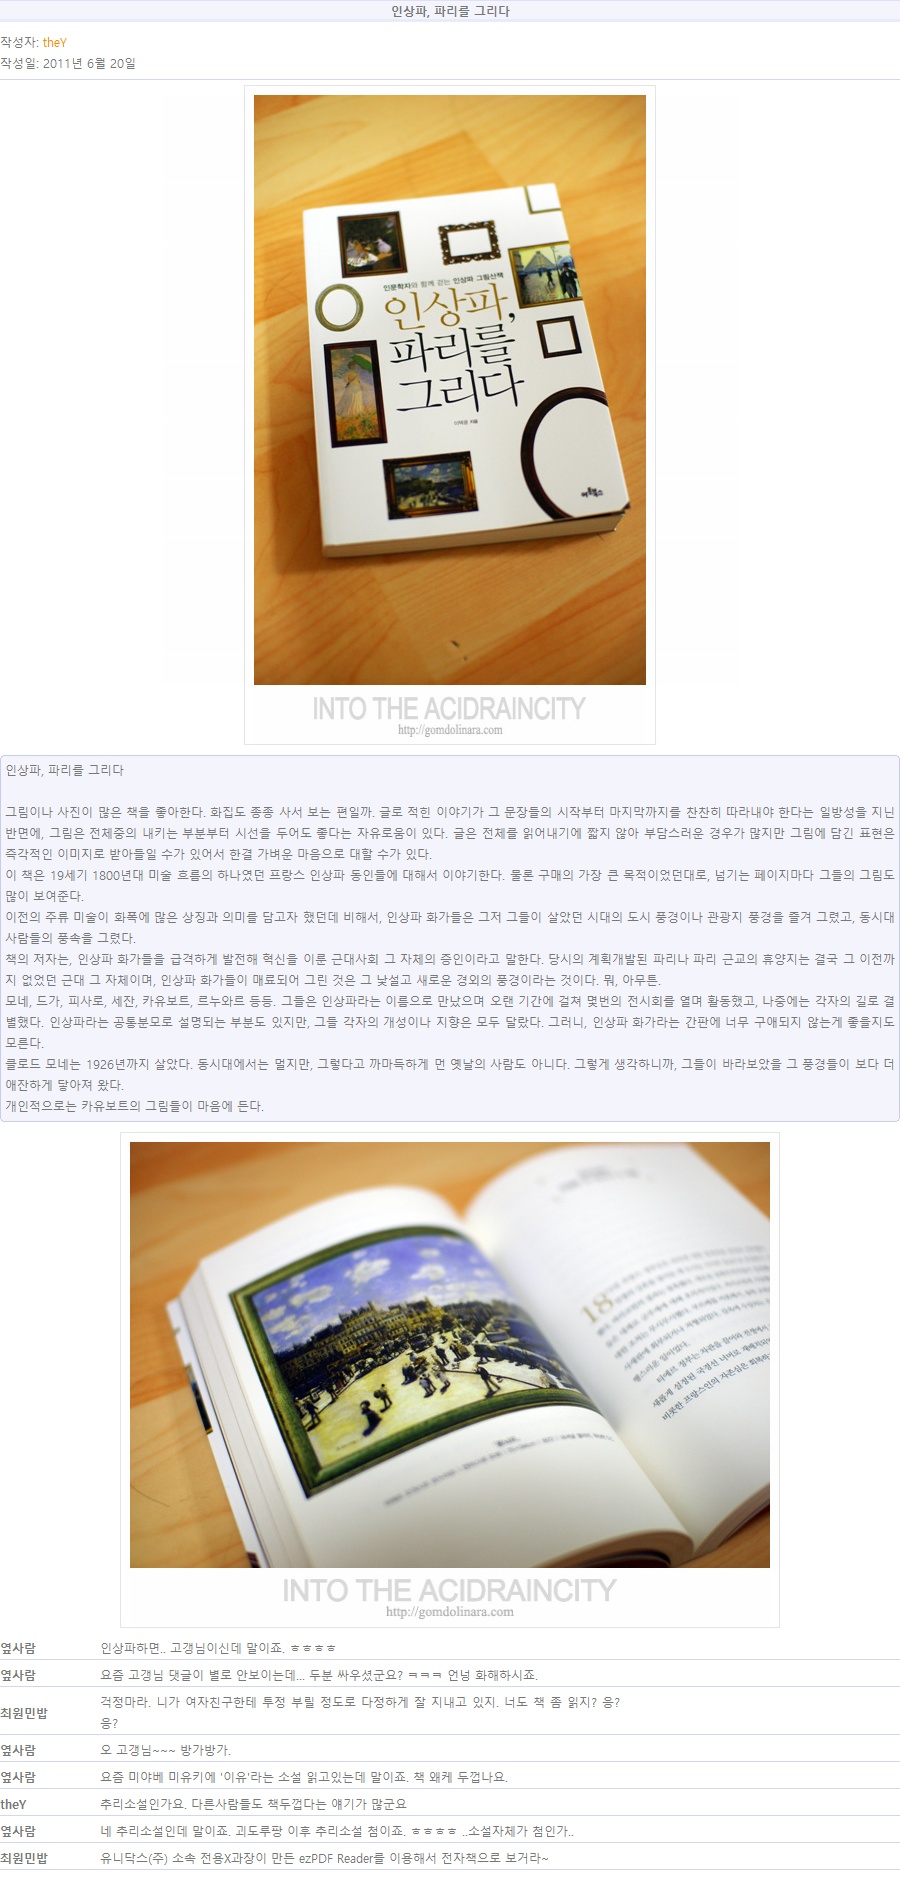 인상파, 파리를 그리다
작성자: theY
작성일: 2011년 6월 20일
인문학자와 함께 걷는 인상파 그림산책
인상파,
파리를
그리다
이택광 지음
아트북스
INTO THE ACIDRAINCITY
http://gomdolinara.com
인상파, 파리를 그리다
그림이나 사진이 많은 책을 좋아한다. 화집도 종종 사서 보는 편일까. 글로 적힌 이야기가 그 문장들의 시작부터 마지막까지를 찬찬히 따라내야 한다는 일방성을 지닌
반면에, 그림은 전체중의 내키는 부분부터 시선을 두어도 좋다는 자유로움이 있다. 글은 전체를 읽어내기에 짧지 않아 부담스러운 경우가 많지만 그림에 담긴 표현은
즉각적인 이미지로 받아들일 수가 있어서 한결 가벼운 마음으로 대할 수가 있다.
이 책은 19세기 1800년대 미술 흐름의 하나였던 프랑스 인상파 동인들에 대해서 이야기한다. 물론 구매의 가장 큰 목적이었던대로, 넘기는 페이지마다 그들의 그림도
많이 보여준다.
이전의 주류 미술이 화폭에 많은 상징과 의미를 담고자 했던데 비해서, 인상파 화가들은 그저 그들이 살았던 시대의 도시 풍경이나 관광지 풍경을 즐겨 그렸고, 동시대
사람들의 풍속을 그렸다.
책의 저자는, 인상파 화가들을 급격하게 발전해 혁신을 이룬 근대사회 그 자체의 증인이라고 말한다. 당시의 계획개발된 파리나 파리 근교의 휴양지는 결국 그 이전까
지 없었던 근대 그 자체이며, 인상파 화가들이 매료되어 그린 것은 그 낯설고 새로운 경외의 풍경이라는 것이다. 뭐, 아무튼.
모네, 드가, 피사로, 세잔, 카유보트, 르누와르 등등. 그들은 인상파라는 이름으로 만났으며 오랜 기간에 걸쳐 몇번의 전시회를 열며 활동했고, 나중에는 각자의 길로 결
별했다. 인상파라는 공통분모로 설명되는 부분도 있지만, 그들 각자의 개성이나 지향은 모두 달랐다. 그러니, 인상파 화가라는 간판에 너무 구애되지 않는게 좋을지도
모른다.
클로드 모네는 1926년까지 살았다. 동시대에서는 멀지만, 그렇다고 까마득하게 먼 옛날의 사람도 아니다. 그렇게 생각하니까, 그들이 바라보았을 그 풍경들이 보다 더
애잔하게 닿아져 왔다.
개인적으로는 카유보트의 그림들이 마음에 든다.
18
INTO THE ACIDRAINCITY
http://gomdolinara.com
옆사람 인상파하면.. 고갱님이신데 말이죠. ㅎㅎㅎㅎ
옆사람 요즘 고갱님 댓글이 별로 안보이는데... 두분 싸우셨군요? ㅋㅋㅋ 언넝 화해하시죠.
최원민밥 걱정마라. 니가 여자친구한테 투정 부릴 정도로 다정하게 잘 지내고 있지. 너도 책 좀 읽지? 응?
응?
옆사람 오 고갱님~~~ 방가방가.
옆사람 요즘 미야베 미유키에 '이유'라는 소설 읽고있는데 말이죠. 책 왜케 두껍나요.
theY 추리소설인가요. 다른사람들도 책두껍다는 얘기가 많군요
옆사람 네 추리소설인데 말이죠. 괴도루팡 이후 추리소설 첨이죠. ㅎㅎㅎㅎ ..소설자체가 첨인가..
최원민밥 유니닥스(주) 소속 전용X과장이 만든 ezPDF Reader를 이용해서 전자책으로 보거라~